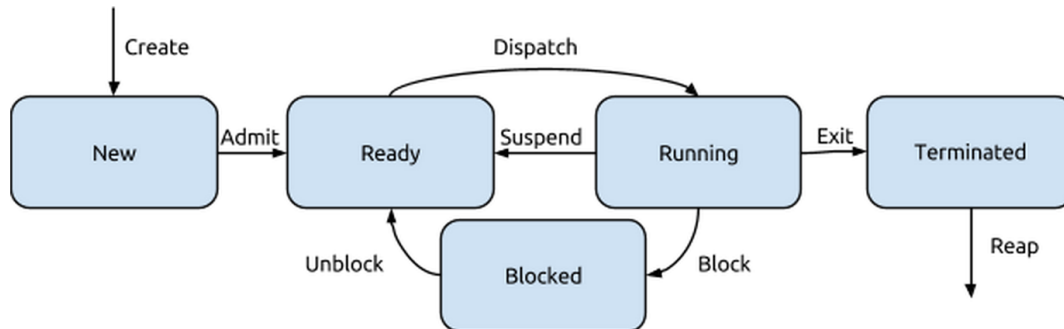 Create
Dispatch
New
Admit
Ready
Suspend
Running
Exit
Terminated
Unblock
Blocked
Block
Reap